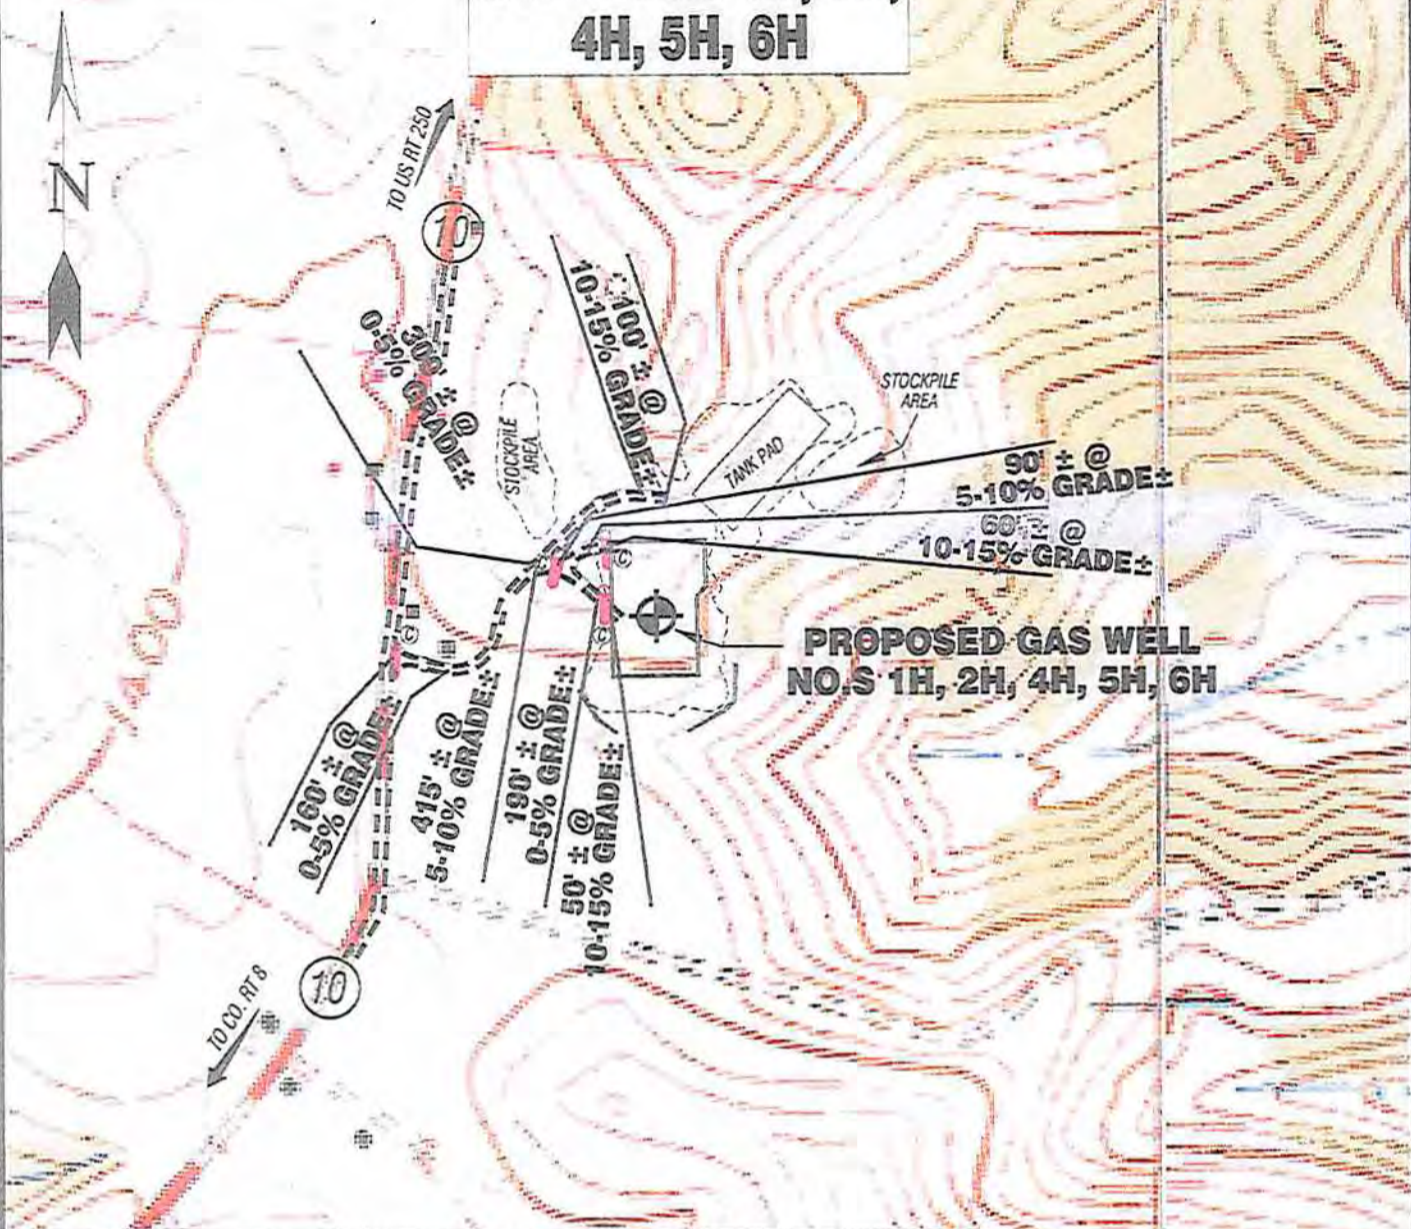 4H, 5H, 6H
N
TO US RT 250
10
300' ± @
0-5% GRADE±
100' ± @
10-15% GRADE±
STOCKPILE
AREA
STOCKPILE
AREA
TANK PAD
90' ± @
5-10% GRADE±
60' ± @
10-15% GRADE±
C
C
C
PROPOSED GAS WELL
NO.S 1H, 2H, 4H, 5H, 6H
160' ± @
0-5% GRADE±
415' ± @
5-10% GRADE±
190' ± @
0-5% GRADE±
50' ± @
10-15% GRADE±
1400
10
TO CO. RT 8